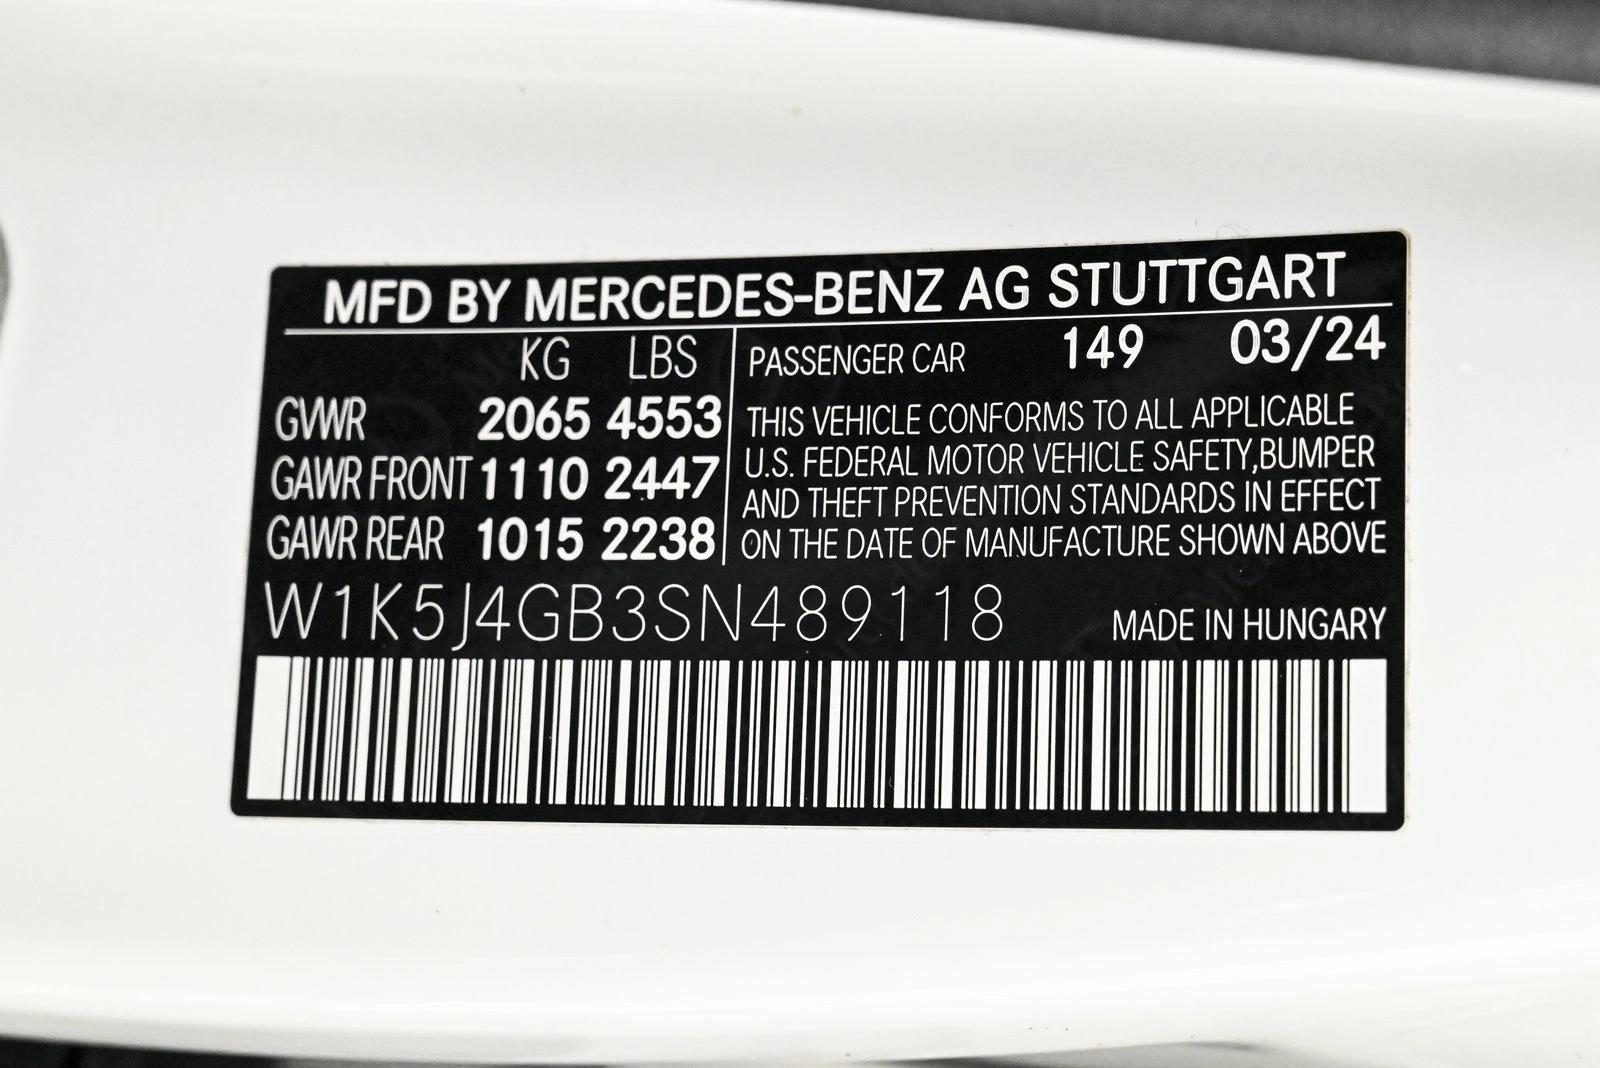 MFD BY MERCEDES-BENZ AG STUTTGART
KG LBS
GVWR 2065 4553
GAWR FRONT 1110 2447
GAWR REAR 1015 2238
PASSENGER CAR 149 03/24
THIS VEHICLE CONFORMS TO ALL APPLICABLE
U.S. FEDERAL MOTOR VEHICLE SAFETY,BUMPER
AND THEFT PREVENTION STANDARDS IN EFFECT
ON THE DATE OF MANUFACTURE SHOWN ABOVE
W1K5J4GB3SN489118
MADE IN HUNGARY